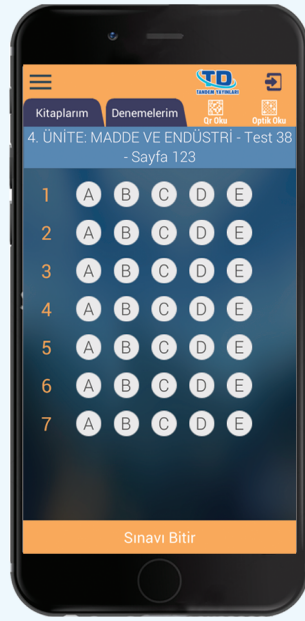 TD
TANDEM YAYINLARI
Kitaplarım
Denemelerim
Qr Oku
Optik Oku
4. ÜNİTE: MADDE VE ENDÜSTRİ - Test 38
- Sayfa 123
1 A B C D E
2 A B C D E
3 A B C D E
4 A B C D E
5 A B C D E
6 A B C D E
7 A B C D E
Sınavı Bitir